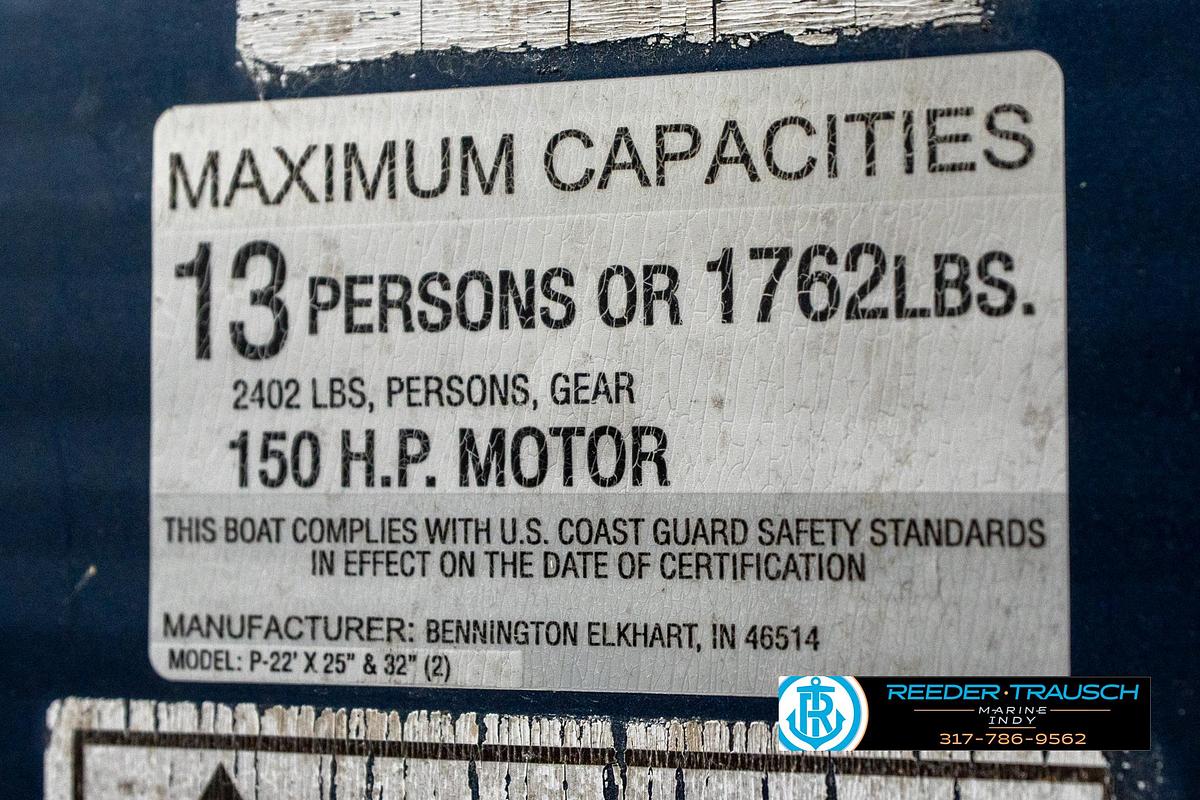 MAXIMUM CAPACITIES
13 PERSONS OR 1762LBS.
2402 LBS, PERSONS, GEAR
150 H.P. MOTOR
THIS BOAT COMPLIES WITH U.S. COAST GUARD SAFETY STANDARDS
IN EFFECT ON THE DATE OF CERTIFICATION
MANUFACTURER: BENNINGTON ELKHART, IN 46514
MODEL: P-22' X 25" & 32" (2)
REEDER·TRAUSCH
MARINE
INDY
317-786-9562